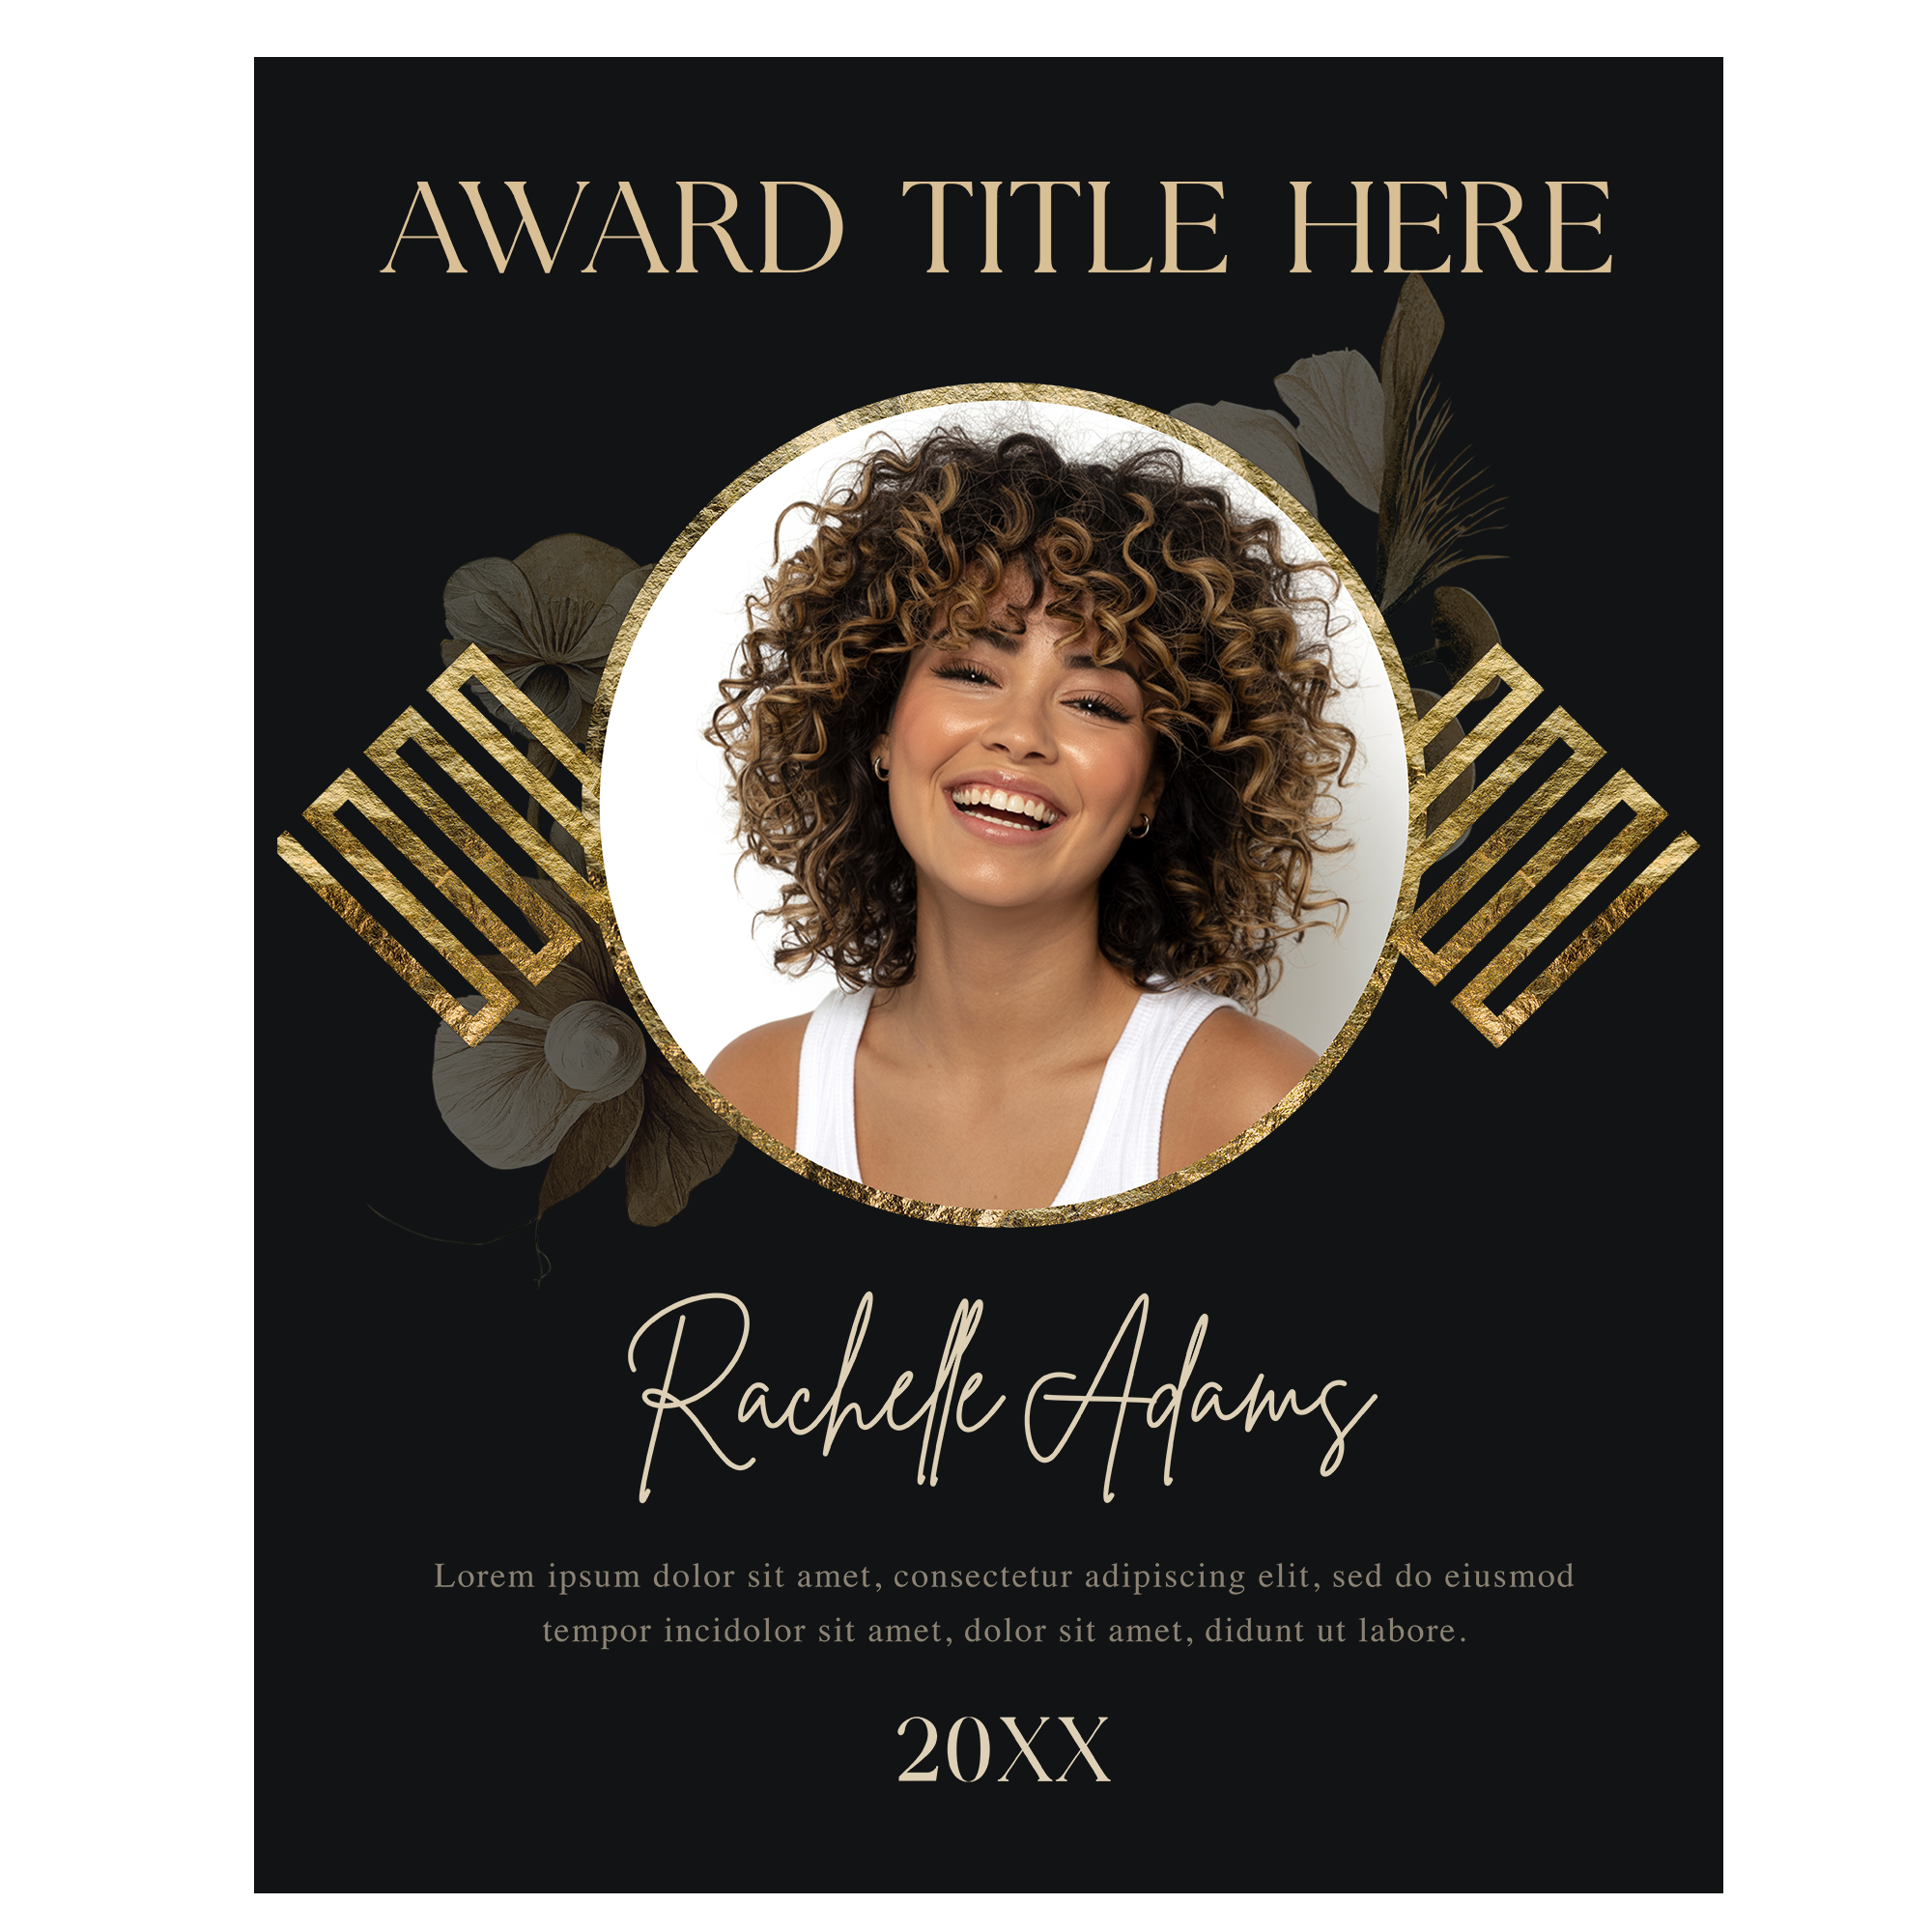 AWARD TITLE HERE
Rachelle Adams
Lorem ipsum dolor sit amet, consectetur adipiscing elit, sed do eiusmod
tempor incidolor sit amet, dolor sit amet, didunt ut labore.
20XX